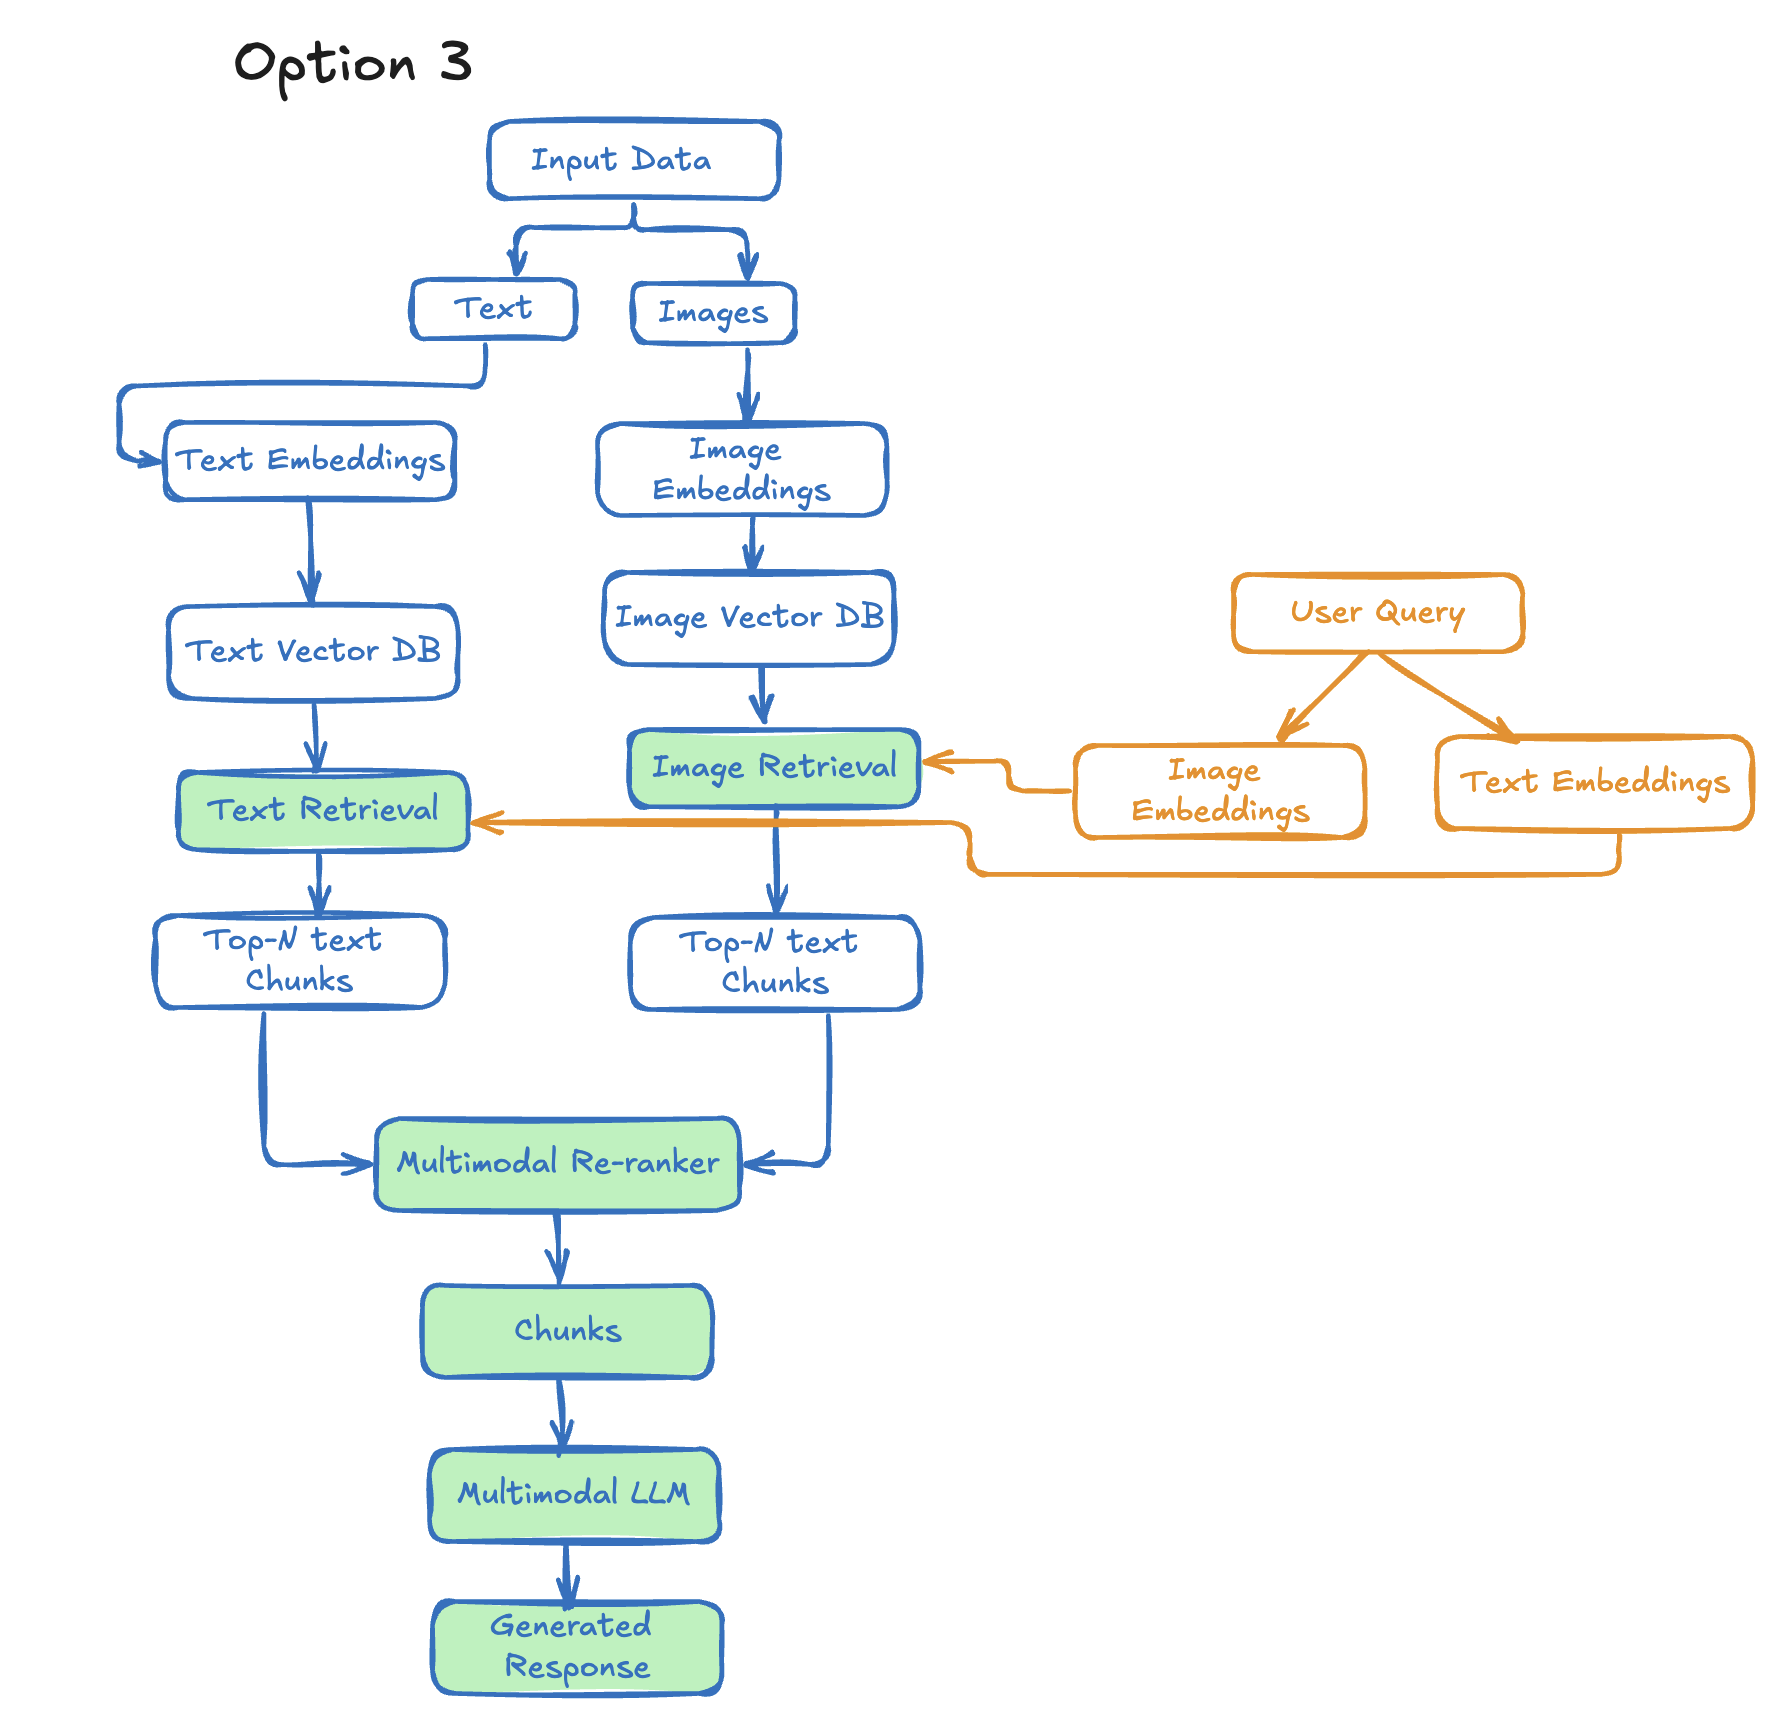 Option 3
Input Data
Text
Images
Text Embeddings
Image
Embeddings
Text Vector DB
Image Vector DB
User Query
Text Retrieval
Image Retrieval
Image
Embeddings
Text Embeddings
Top-N text
Chunks
Top-N text
Chunks
Multimodal Re-ranker
Chunks
Multimodal LLM
Generated
Response